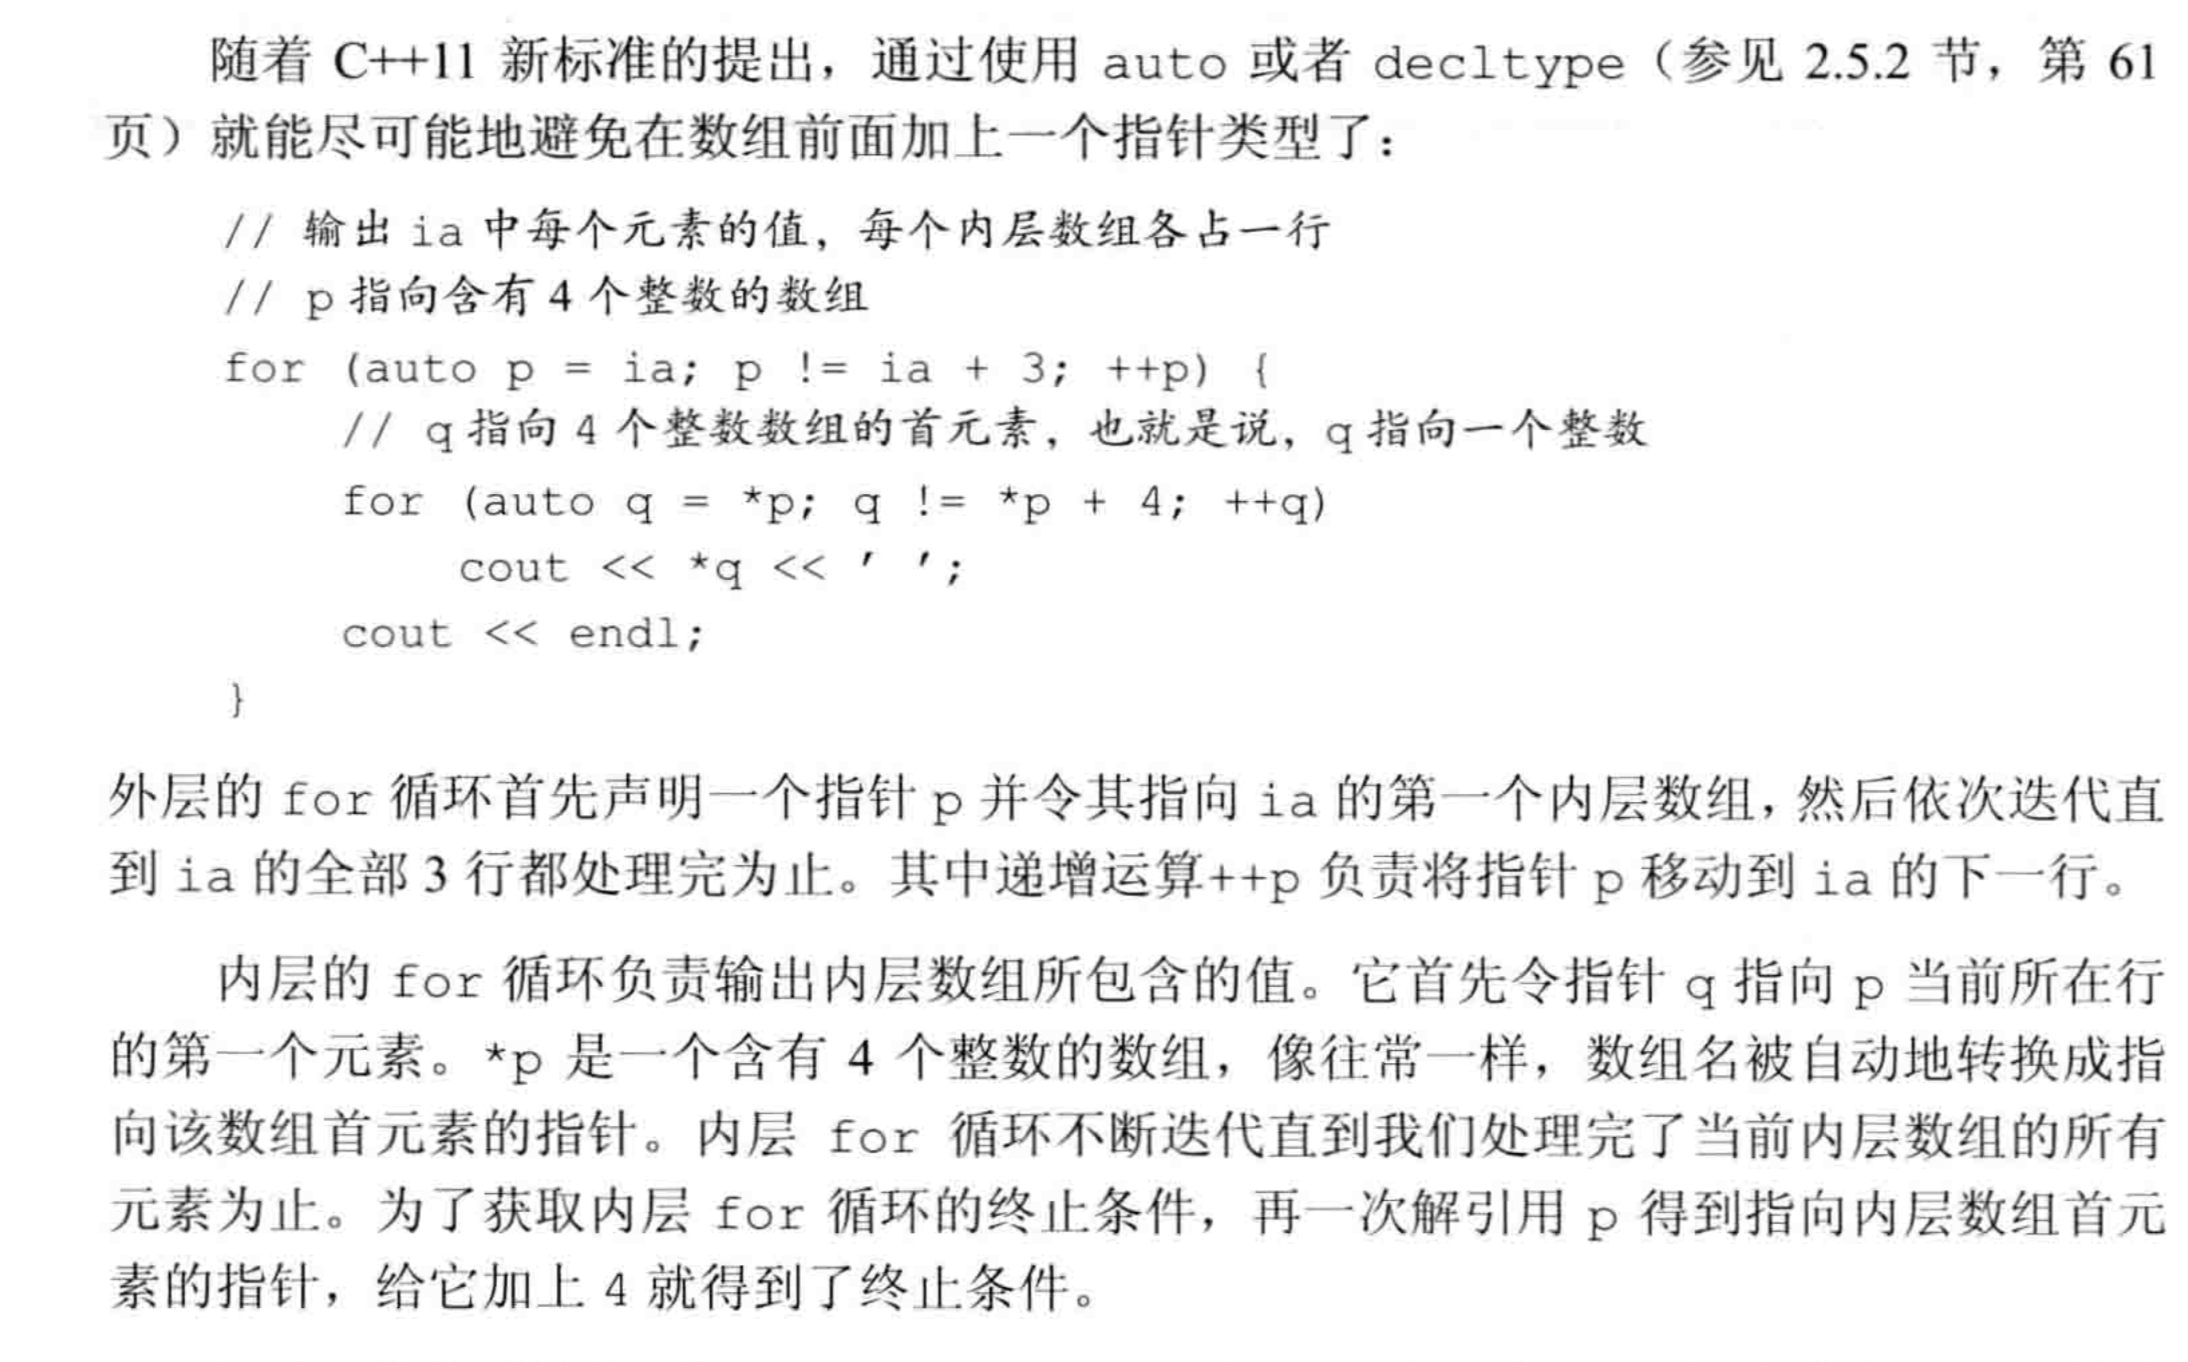 随着 C++11 新标准的提出，通过使用 auto 或者 decltype（参见 2.5.2 节，第 61
页）就能尽可能地避免在数组前面加上一个指针类型了：
// 输出 ia 中每个元素的值，每个内层数组各占一行
// p 指向含有 4 个整数的数组
for (auto p = ia; p != ia + 3; ++p) {
// q 指向 4 个整数数组的首元素，也就是说，q 指向一个整数
for (auto q = *p; q != *p + 4; ++q)
cout << *q << ' ';
cout << endl;
}
外层的 for 循环首先声明一个指针 p 并令其指向 ia 的第一个内层数组，然后依次迭代直
到 ia 的全部 3 行都处理完为止。其中递增运算++p 负责将指针 p 移动到 ia 的下一行。
内层的 for 循环负责输出内层数组所包含的值。它首先令指针 q 指向 p 当前所在行
的第一个元素。*p 是一个含有 4 个整数的数组，像往常一样，数组名被自动地转换成指
向该数组首元素的指针。内层 for 循环不断迭代直到我们处理完了当前内层数组的所有
元素为止。为了获取内层 for 循环的终止条件，再一次解引用 p 得到指向内层数组首元
素的指针，给它加上 4 就得到了终止条件。